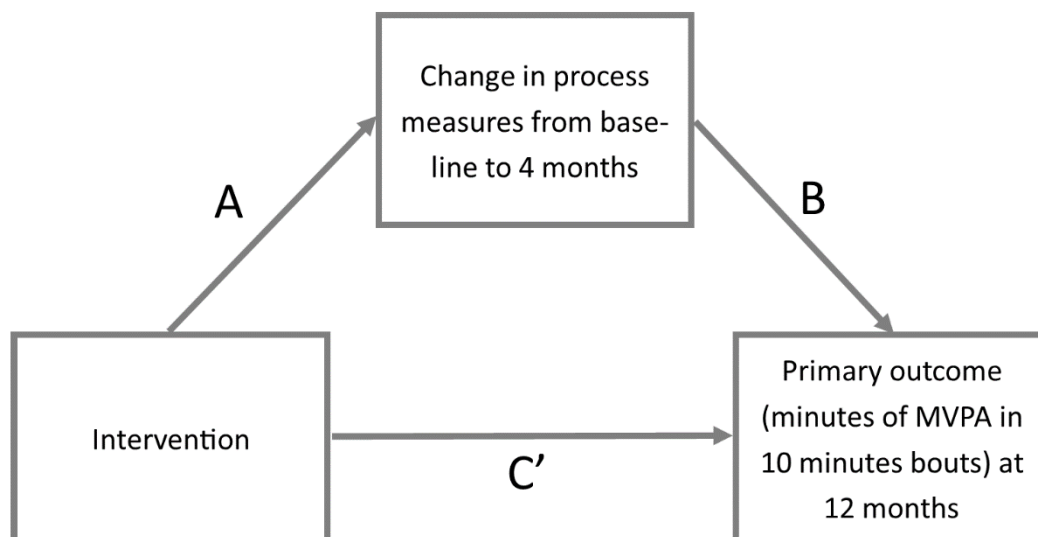 Change in process
measures from base-
line to 4 months
A
B
Intervention
C’
Primary outcome
(minutes of MVPA in
10 minutes bouts) at
12 months